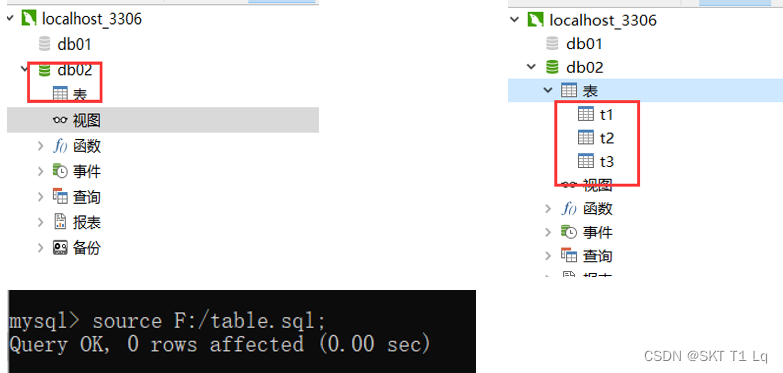 localhost_3306
db01
db02
表
视图
f() 函数
事件
查询
报表
备份
localhost_3306
db01
db02
表
t1
t2
t3
视图
f() 函数
事件
查询
报表
mysql> source F:/table.sql;
Query OK, 0 rows affected (0.00 sec)
CSDN @SKT T1 Lq